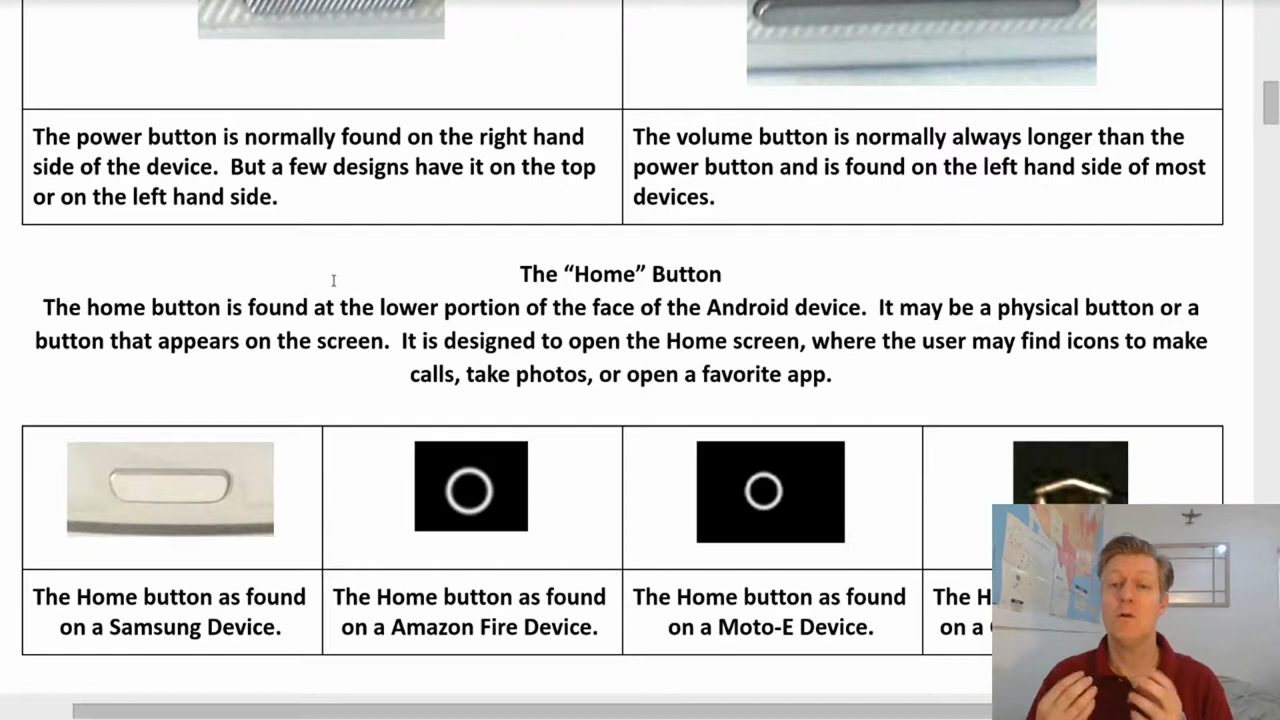 The power button is normally found on the right hand
side of the device.  But a few designs have it on the top
or on the left hand side.
The volume button is normally always longer than the
power button and is found on the left hand side of most
devices.
The “Home” Button
The home button is found at the lower portion of the face of the Android device.  It may be a physical button or a
button that appears on the screen.  It is designed to open the Home screen, where the user may find icons to make
calls, take photos, or open a favorite app.
The Home button as found
on a Samsung Device.
The Home button as found
on a Amazon Fire Device.
The Home button as found
on a Moto-E Device.
The
on a